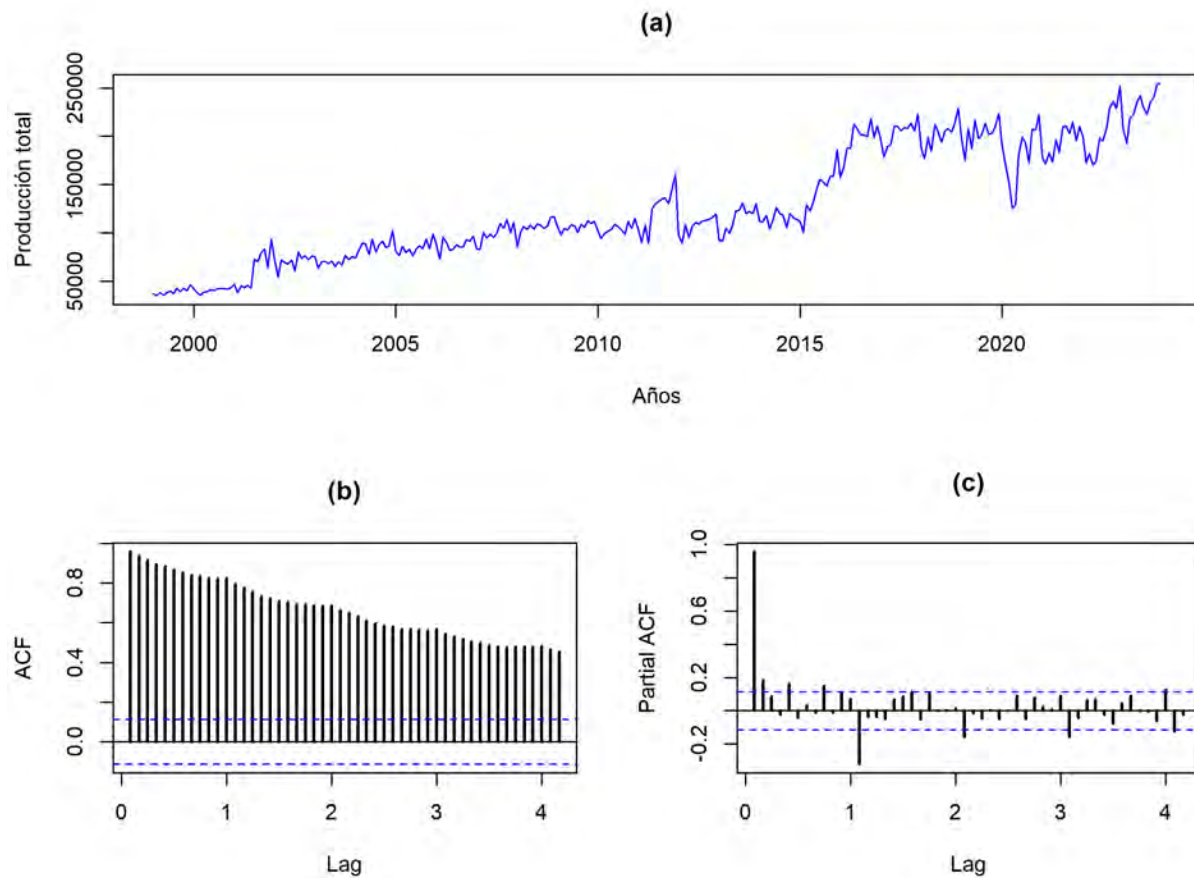 (a)
Producción total
50000 150000 250000
2000 2005 2010 2015 2020
Años
(b)
ACF
0.0 0.4 0.8
0 1 2 3 4
Lag
(c)
Partial ACF
-0.2 0.2 0.6 1.0
0 1 2 3 4
Lag